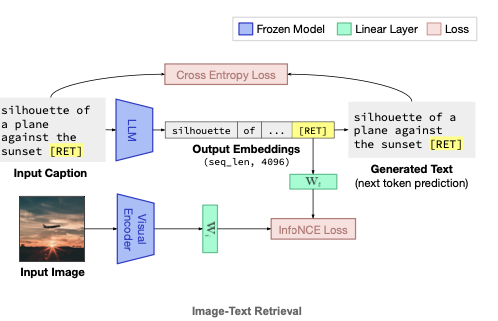 Frozen Model
Linear Layer
Loss
Cross Entropy Loss
silhouette of
a plane
against the
sunset [RET]
Input Caption
LLM
silhouette of ... [RET]
Output Embeddings
(seq_len, 4096)
silhouette of a
plane against
the sunset [RET]
Generated Text
(next token prediction)
W_t
Input Image
Visual
Encoder
InfoNCE Loss
Image-Text Retrieval